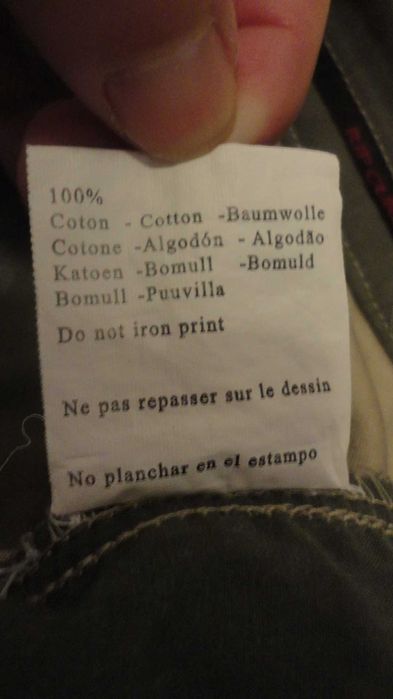 100%
Coton - Cotton -Baumwolle
Cotone -Algodón - Algodão
Katoen -Bomull -Bomuld
Bomull -Puuvilla
Do not iron print
Ne pas repasser sur le dessin
No planchar en el estampo